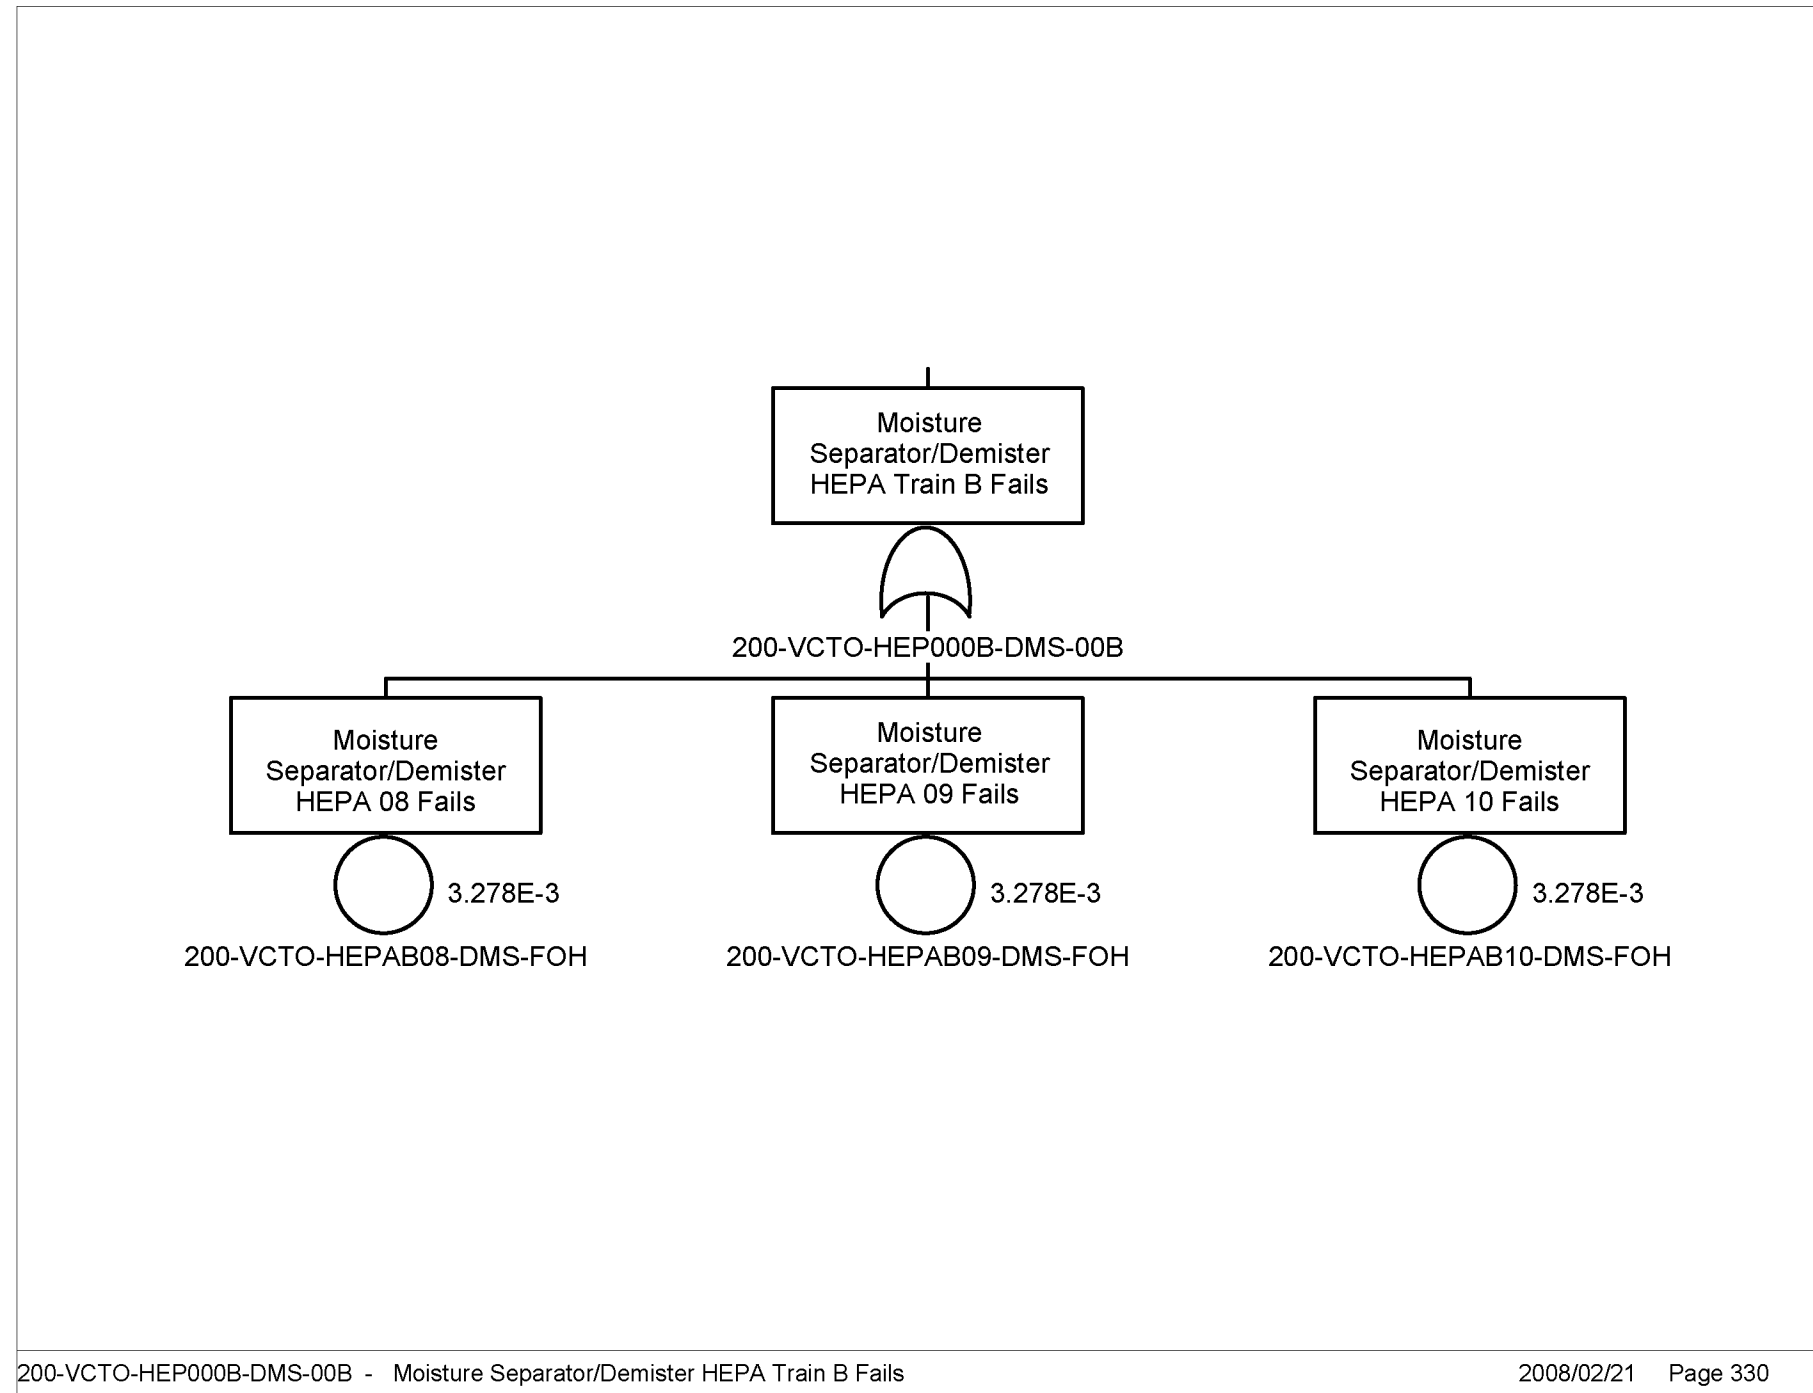 Moisture
Separator/Demister
HEPA Train B Fails
200-VCTO-HEP000B-DMS-00B
Moisture
Separator/Demister
HEPA 08 Fails
3.278E-3
200-VCTO-HEPAB08-DMS-FOH
Moisture
Separator/Demister
HEPA 09 Fails
3.278E-3
200-VCTO-HEPAB09-DMS-FOH
Moisture
Separator/Demister
HEPA 10 Fails
3.278E-3
200-VCTO-HEPAB10-DMS-FOH
200-VCTO-HEP000B-DMS-00B - Moisture Separator/Demister HEPA Train B Fails 2008/02/21 Page 330